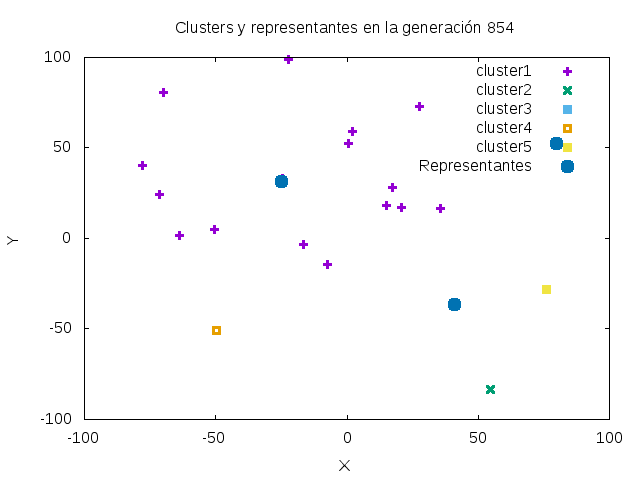 Clusters y representantes en la generación 854
cluster1
cluster2
cluster3
cluster4
cluster5
Representantes
100
50
0
-50
-100
-100
-50
0
50
100
Y
X